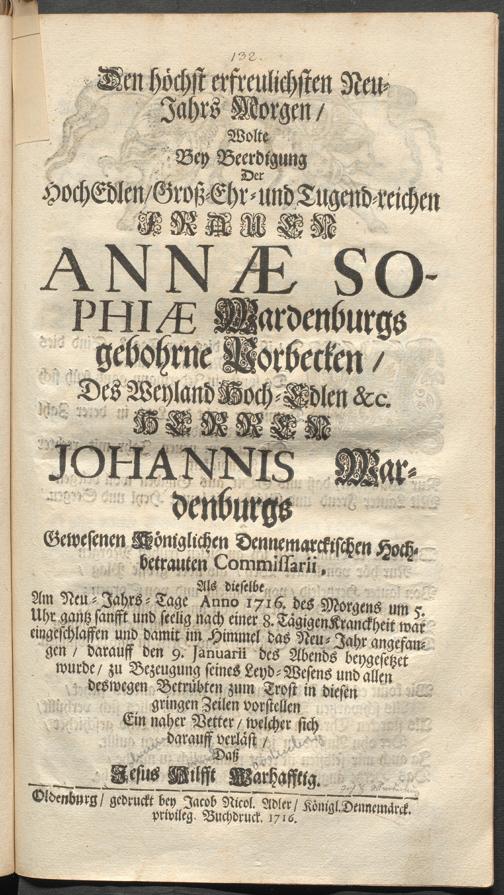 132.
Den höchst erfreulichsten Neu-
Jahrs Morgen /
Wolte
Bey Beerdigung
Der
HochEdlen / Groß-Ehr- und Tugend-reichen
FRAUEN
ANNÆ SO-
PHIÆ Mardenburgs
gebohrne Vorbecken /
Des Weyland Hoch-Edlen &c.
HERREN
JOHANNIS Mar-
denburgs
Gewesenen Königlichen Dennemarckischen Hoch-
betrauten Commissarii,
Als dieselbe
Am Neu-Jahrs-Tage Anno 1716. des Morgens um 5.
Uhr gantz sanfft und seelig nach einer 8. Tägigen Kranckheit war
eingeschlaffen und damit im Himmel das Neu-Jahr angefan-
gen / darauff den 9. Januarii des Abends beygesetzet
wurde / zu Bezeugung seines Leyd-Wesens und allen
deswegen Betrübten zum Trost in diesen
gringen Zeilen vorstellen
Ein naher Vetter / welcher sich
darauff verläst /
Daß
Jesus Hilfft Warhafftig.
Oldenburg / gedruckt bey Jacob Nicol. Adler / Königl. Dennemärck.
privileg. Buchdruck. 1716.